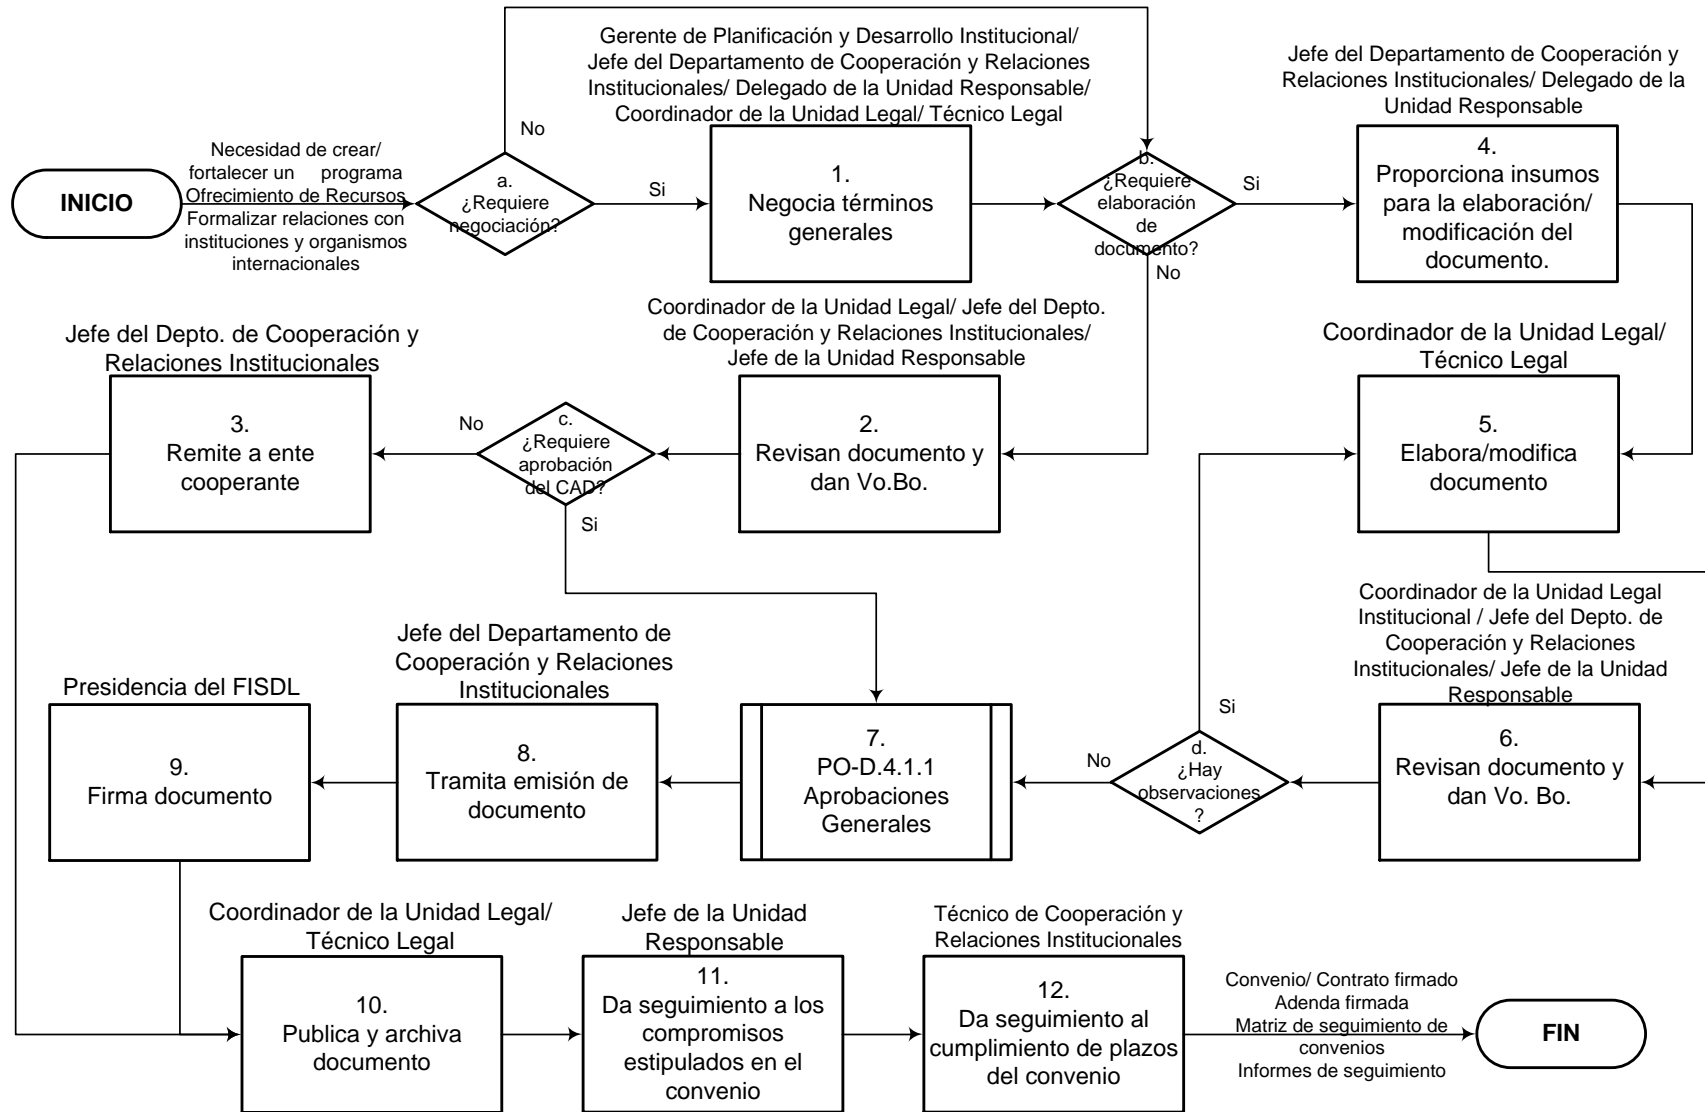 INICIO
Necesidad de crear/
fortalecer un programa
Ofrecimiento de Recursos
Formalizar relaciones con
instituciones y organismos
internacionales
a.
¿Requiere
negociación?
No
Si
Gerente de Planificación y Desarrollo Institucional/
Jefe del Departamento de Cooperación y Relaciones
Institucionales/ Delegado de la Unidad Responsable/
Coordinador de la Unidad Legal/ Técnico Legal
1.
Negocia términos
generales
b.
¿Requiere
elaboración
de
documento?
Si
No
Jefe del Departamento de Cooperación y
Relaciones Institucionales/ Delegado de la
Unidad Responsable
4.
Proporciona insumos
para la elaboración/
modificación del
documento.
Jefe del Depto. de Cooperación y
Relaciones Institucionales
3.
Remite a ente
cooperante
No
c.
¿Requiere
aprobación
del CAD?
Si
Coordinador de la Unidad Legal/ Jefe del Depto.
de Cooperación y Relaciones Institucionales/
Jefe de la Unidad Responsable
2.
Revisan documento y
dan Vo.Bo.
Coordinador de la Unidad Legal/
Técnico Legal
5.
Elabora/modifica
documento
Presidencia del FISDL
9.
Firma documento
Jefe del Departamento de
Cooperación y Relaciones
Institucionales
8.
Tramita emisión de
documento
7.
PO-D.4.1.1
Aprobaciones
Generales
No
d.
¿Hay
observaciones
?
Si
Coordinador de la Unidad Legal
Institucional / Jefe del Depto. de
Cooperación y Relaciones
Institucionales/ Jefe de la Unidad
Responsable
6.
Revisan documento y
dan Vo. Bo.
Coordinador de la Unidad Legal/
Técnico Legal
10.
Publica y archiva
documento
Jefe de la Unidad
Responsable
11.
Da seguimiento a los
compromisos
estipulados en el
convenio
Técnico de Cooperación y
Relaciones Institucionales
12.
Da seguimiento al
cumplimiento de plazos
del convenio
Convenio/ Contrato firmado
Adenda firmada
Matriz de seguimiento de
convenios
Informes de seguimiento
FIN